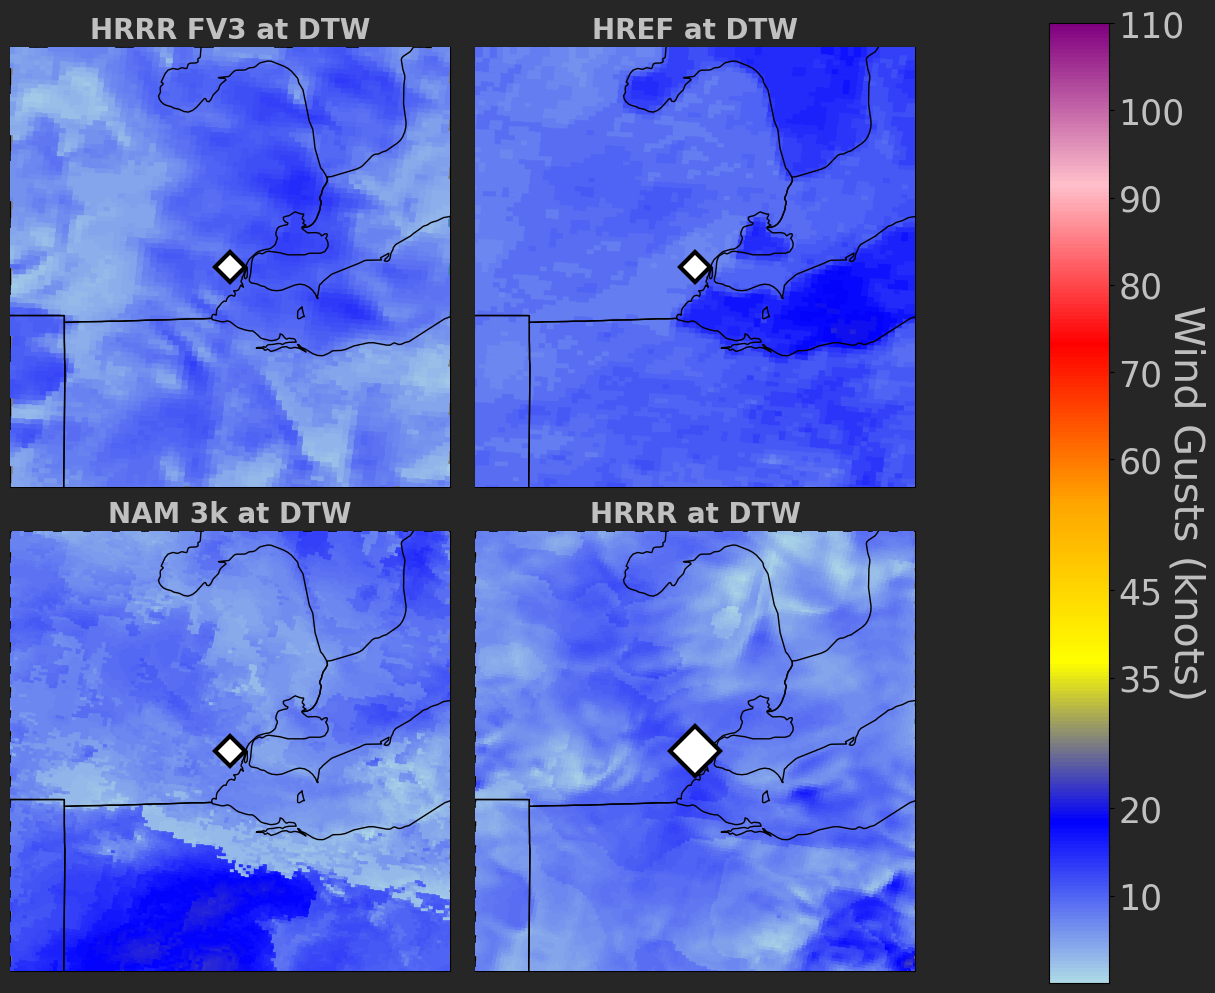 HRRR FV3 at DTW
HREF at DTW
NAM 3k at DTW
HRRR at DTW
110
100
90
80
70
60
45
35
20
10
Wind Gusts (knots)